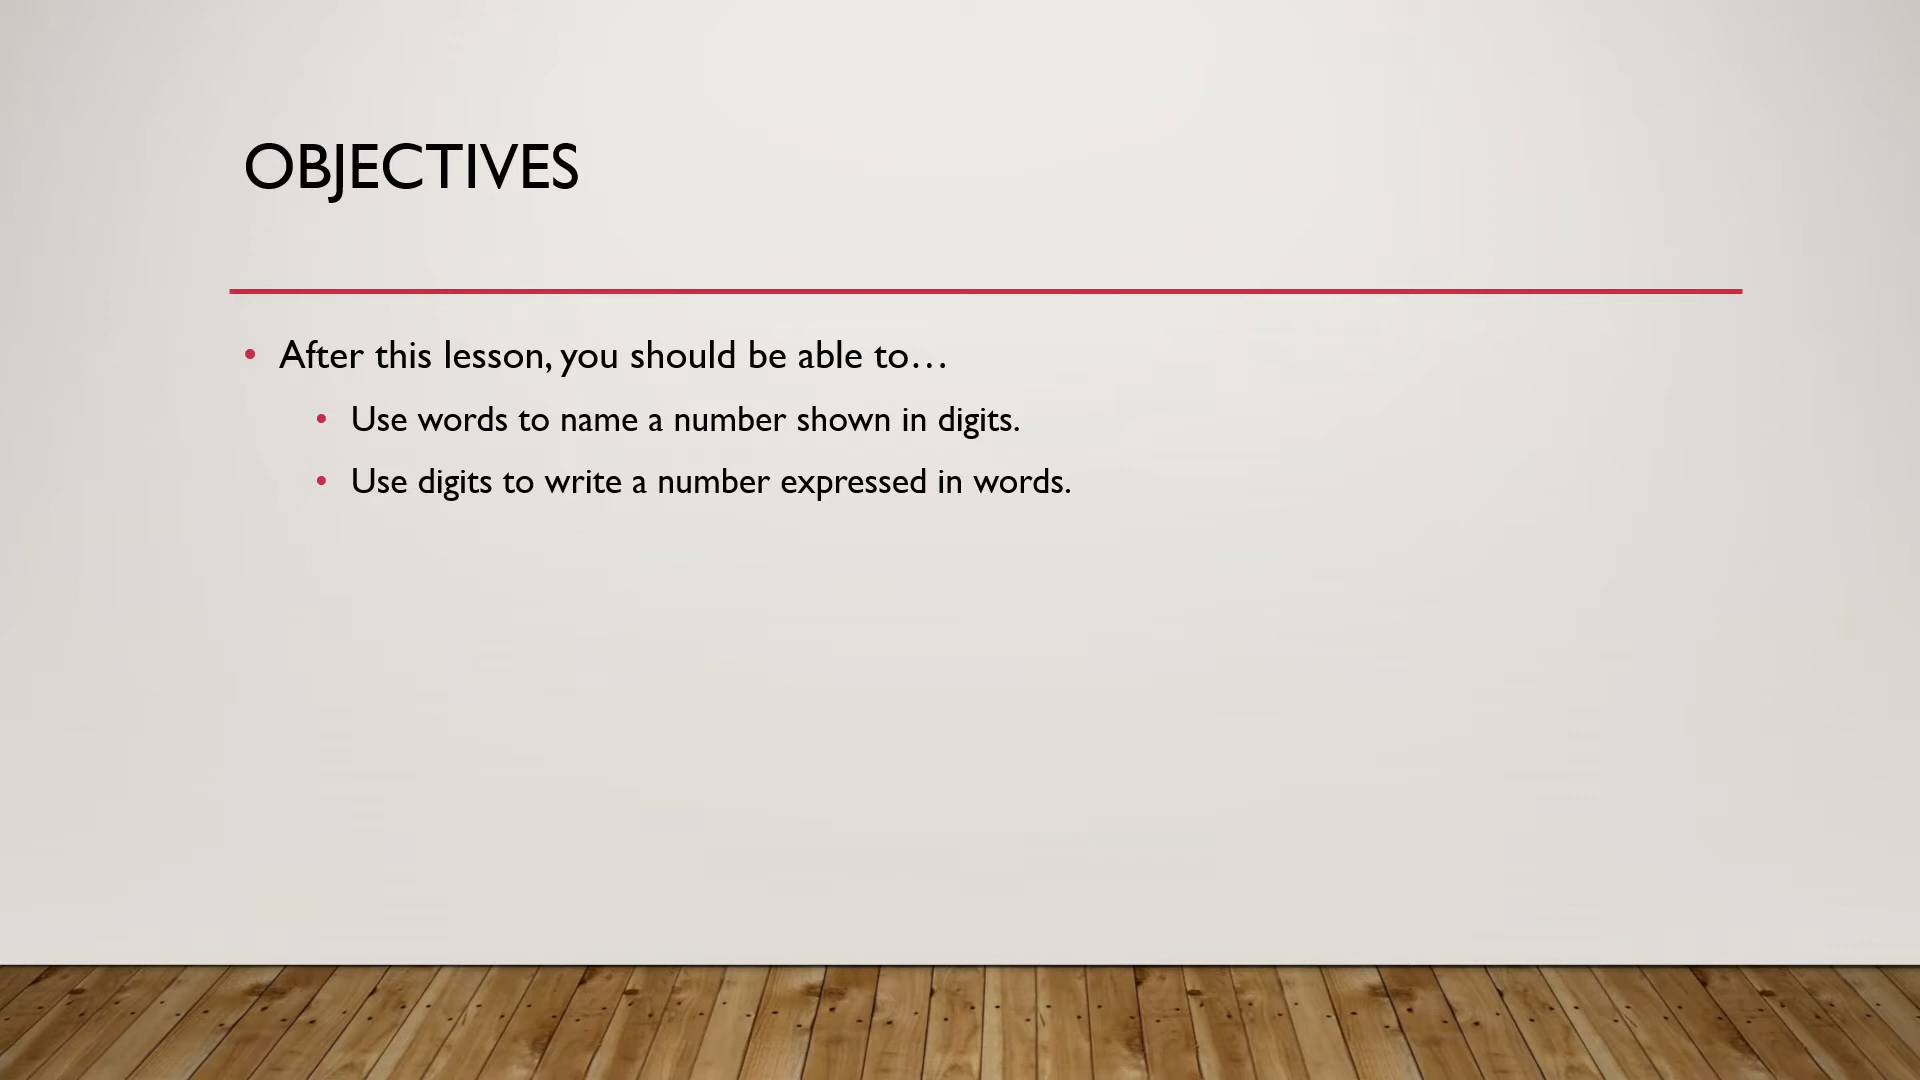 OBJECTIVES
• After this lesson, you should be able to…
• Use words to name a number shown in digits.
• Use digits to write a number expressed in words.